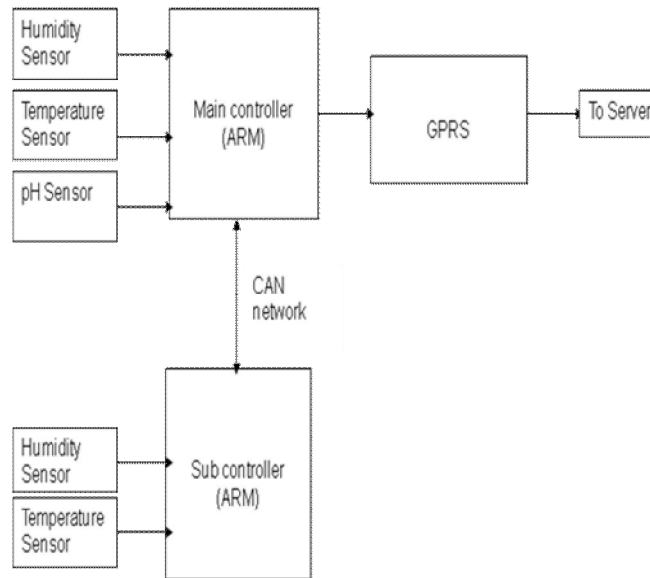 Humidity
Sensor
Temperature
Sensor
pH Sensor
Main controller
(ARM)
GPRS
To Server
CAN
network
Humidity
Sensor
Temperature
Sensor
Sub controller
(ARM)